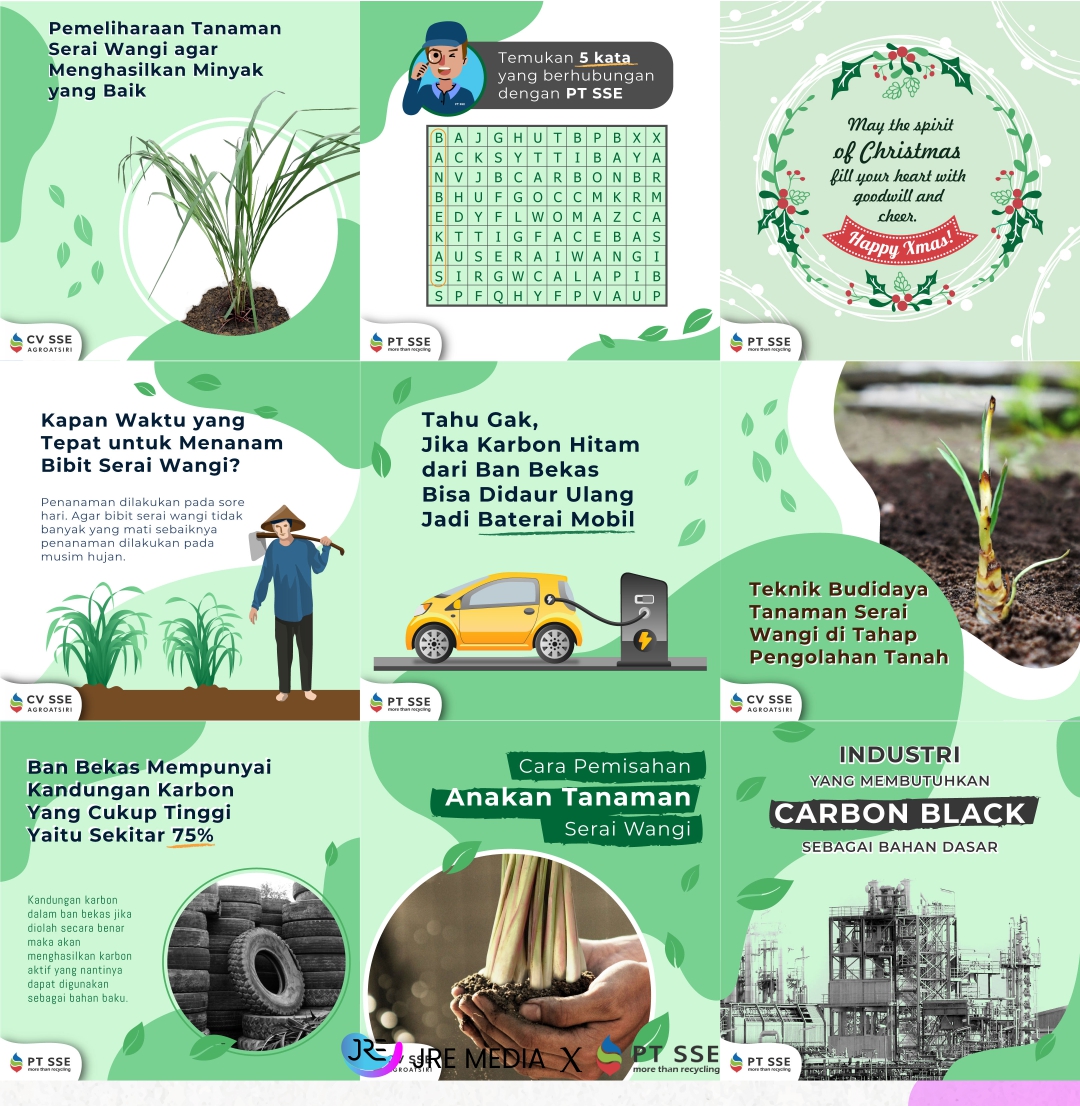 Pemeliharaan Tanaman
Serai Wangi agar
Menghasilkan Minyak
yang Baik
CV SSE
AGROATSIRI
Temukan 5 kata
yang berhubungan
dengan PT SSE
PT SSE
B A J G H U T B P B X X
A C K S Y T T I B A Y A
N V J B C A R B O N B R
B H U F G O C C M K R M
E D Y F L W O M A Z C A
K T T I G F A C E B A S
A U S E R A I W A N G I
S I R G W C A L A P I B
S P F Q H Y F P V A U P
PT SSE
more than recycling
May the spirit
of Christmas
fill your heart with
goodwill and
cheer.
Happy Xmas!
PT SSE
more than recycling
Kapan Waktu yang
Tepat untuk Menanam
Bibit Serai Wangi?
Penanaman dilakukan pada sore
hari. Agar bibit serai wangi tidak
banyak yang mati sebaiknya
penanaman dilakukan pada
musim hujan.
CV SSE
AGROATSIRI
Tahu Gak,
Jika Karbon Hitam
dari Ban Bekas
Bisa Didaur Ulang
Jadi Baterai Mobil
PT SSE
more than recycling
Teknik Budidaya
Tanaman Serai
Wangi di Tahap
Pengolahan Tanah
CV SSE
AGROATSIRI
Ban Bekas Mempunyai
Kandungan Karbon
Yang Cukup Tinggi
Yaitu Sekitar 75%
Kandungan karbon
dalam ban bekas jika
diolah secara benar
maka akan
menghasilkan karbon
aktif yang nantinya
dapat digunakan
sebagai bahan baku.
PT SSE
more than recycling
Cara Pemisahan
Anakan Tanaman
Serai Wangi
JRE JRE MEDIA X PT SSE
more than recycling
INDUSTRI
YANG MEMBUTUHKAN
CARBON BLACK
SEBAGAI BAHAN DASAR
PT SSE
more than recycling